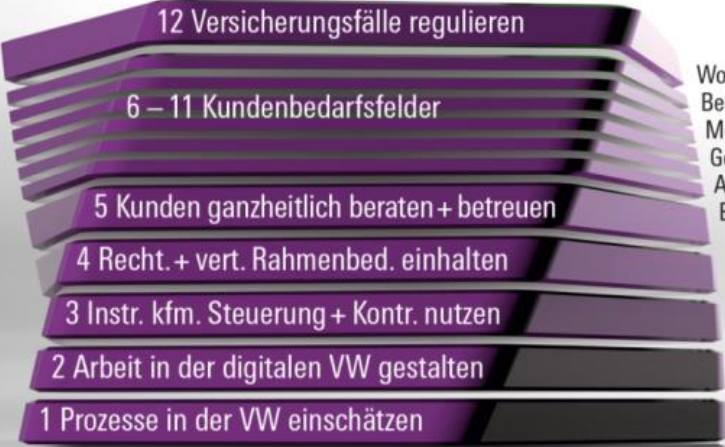 12 Versicherungsfälle regulieren
6 – 11 Kundenbedarfsfelder
5 Kunden ganzheitlich beraten + betreuen
4 Recht. + vert. Rahmenbed. einhalten
3 Instr. kfm. Steuerung + Kontr. nutzen
2 Arbeit in der digitalen VW gestalten
1 Prozesse in der VW einschätzen